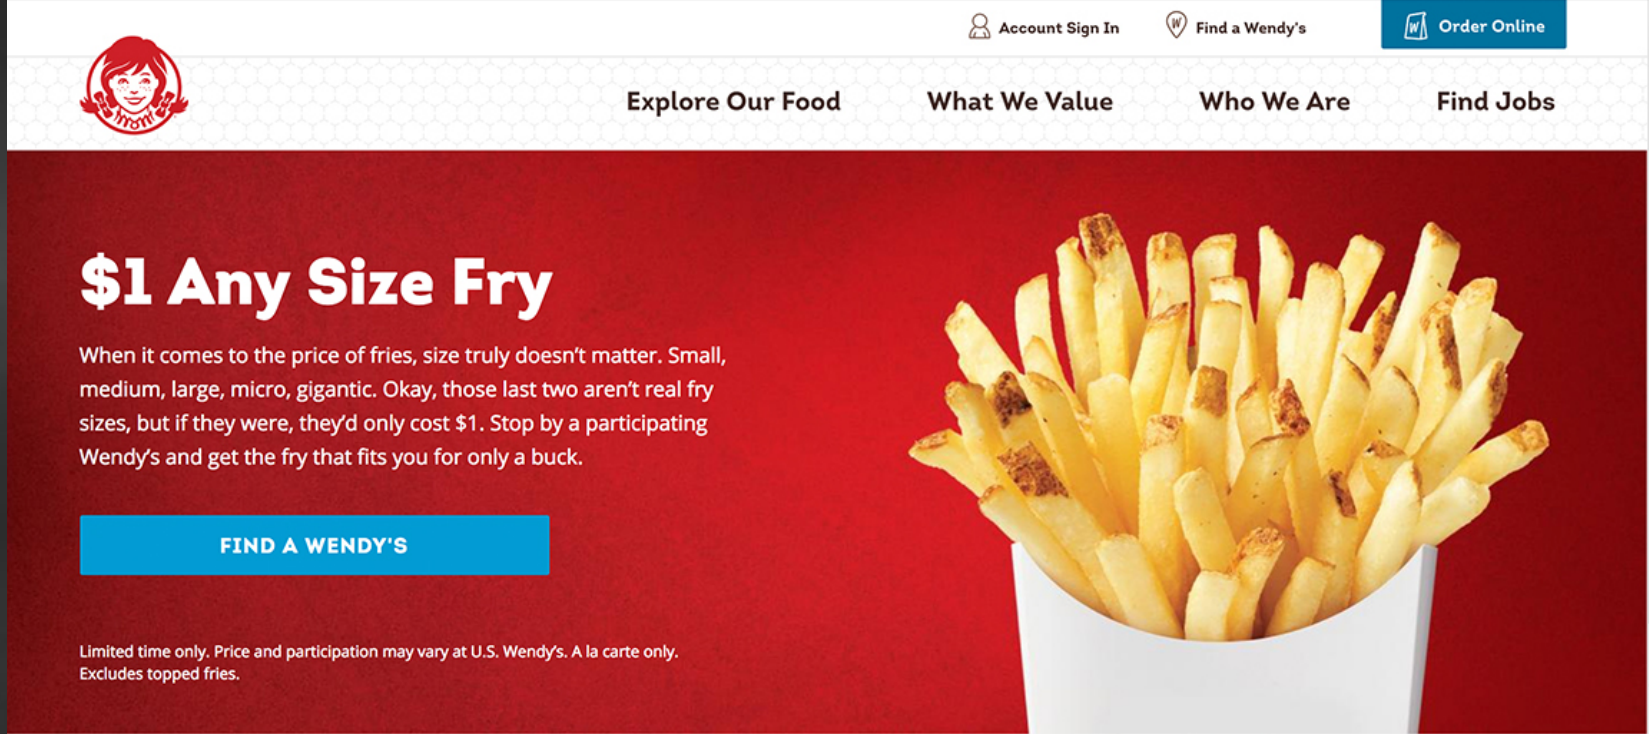 Account Sign In
Find a Wendy's
Order Online
Explore Our Food
What We Value
Who We Are
Find Jobs
$1 Any Size Fry
When it comes to the price of fries, size truly doesn't matter. Small,
medium, large, micro, gigantic. Okay, those last two aren't real fry
sizes, but if they were, they'd only cost $1. Stop by a participating
Wendy's and get the fry that fits you for only a buck.
FIND A WENDY'S
Limited time only. Price and participation may vary at U.S. Wendy's. A la carte only.
Excludes topped fries.